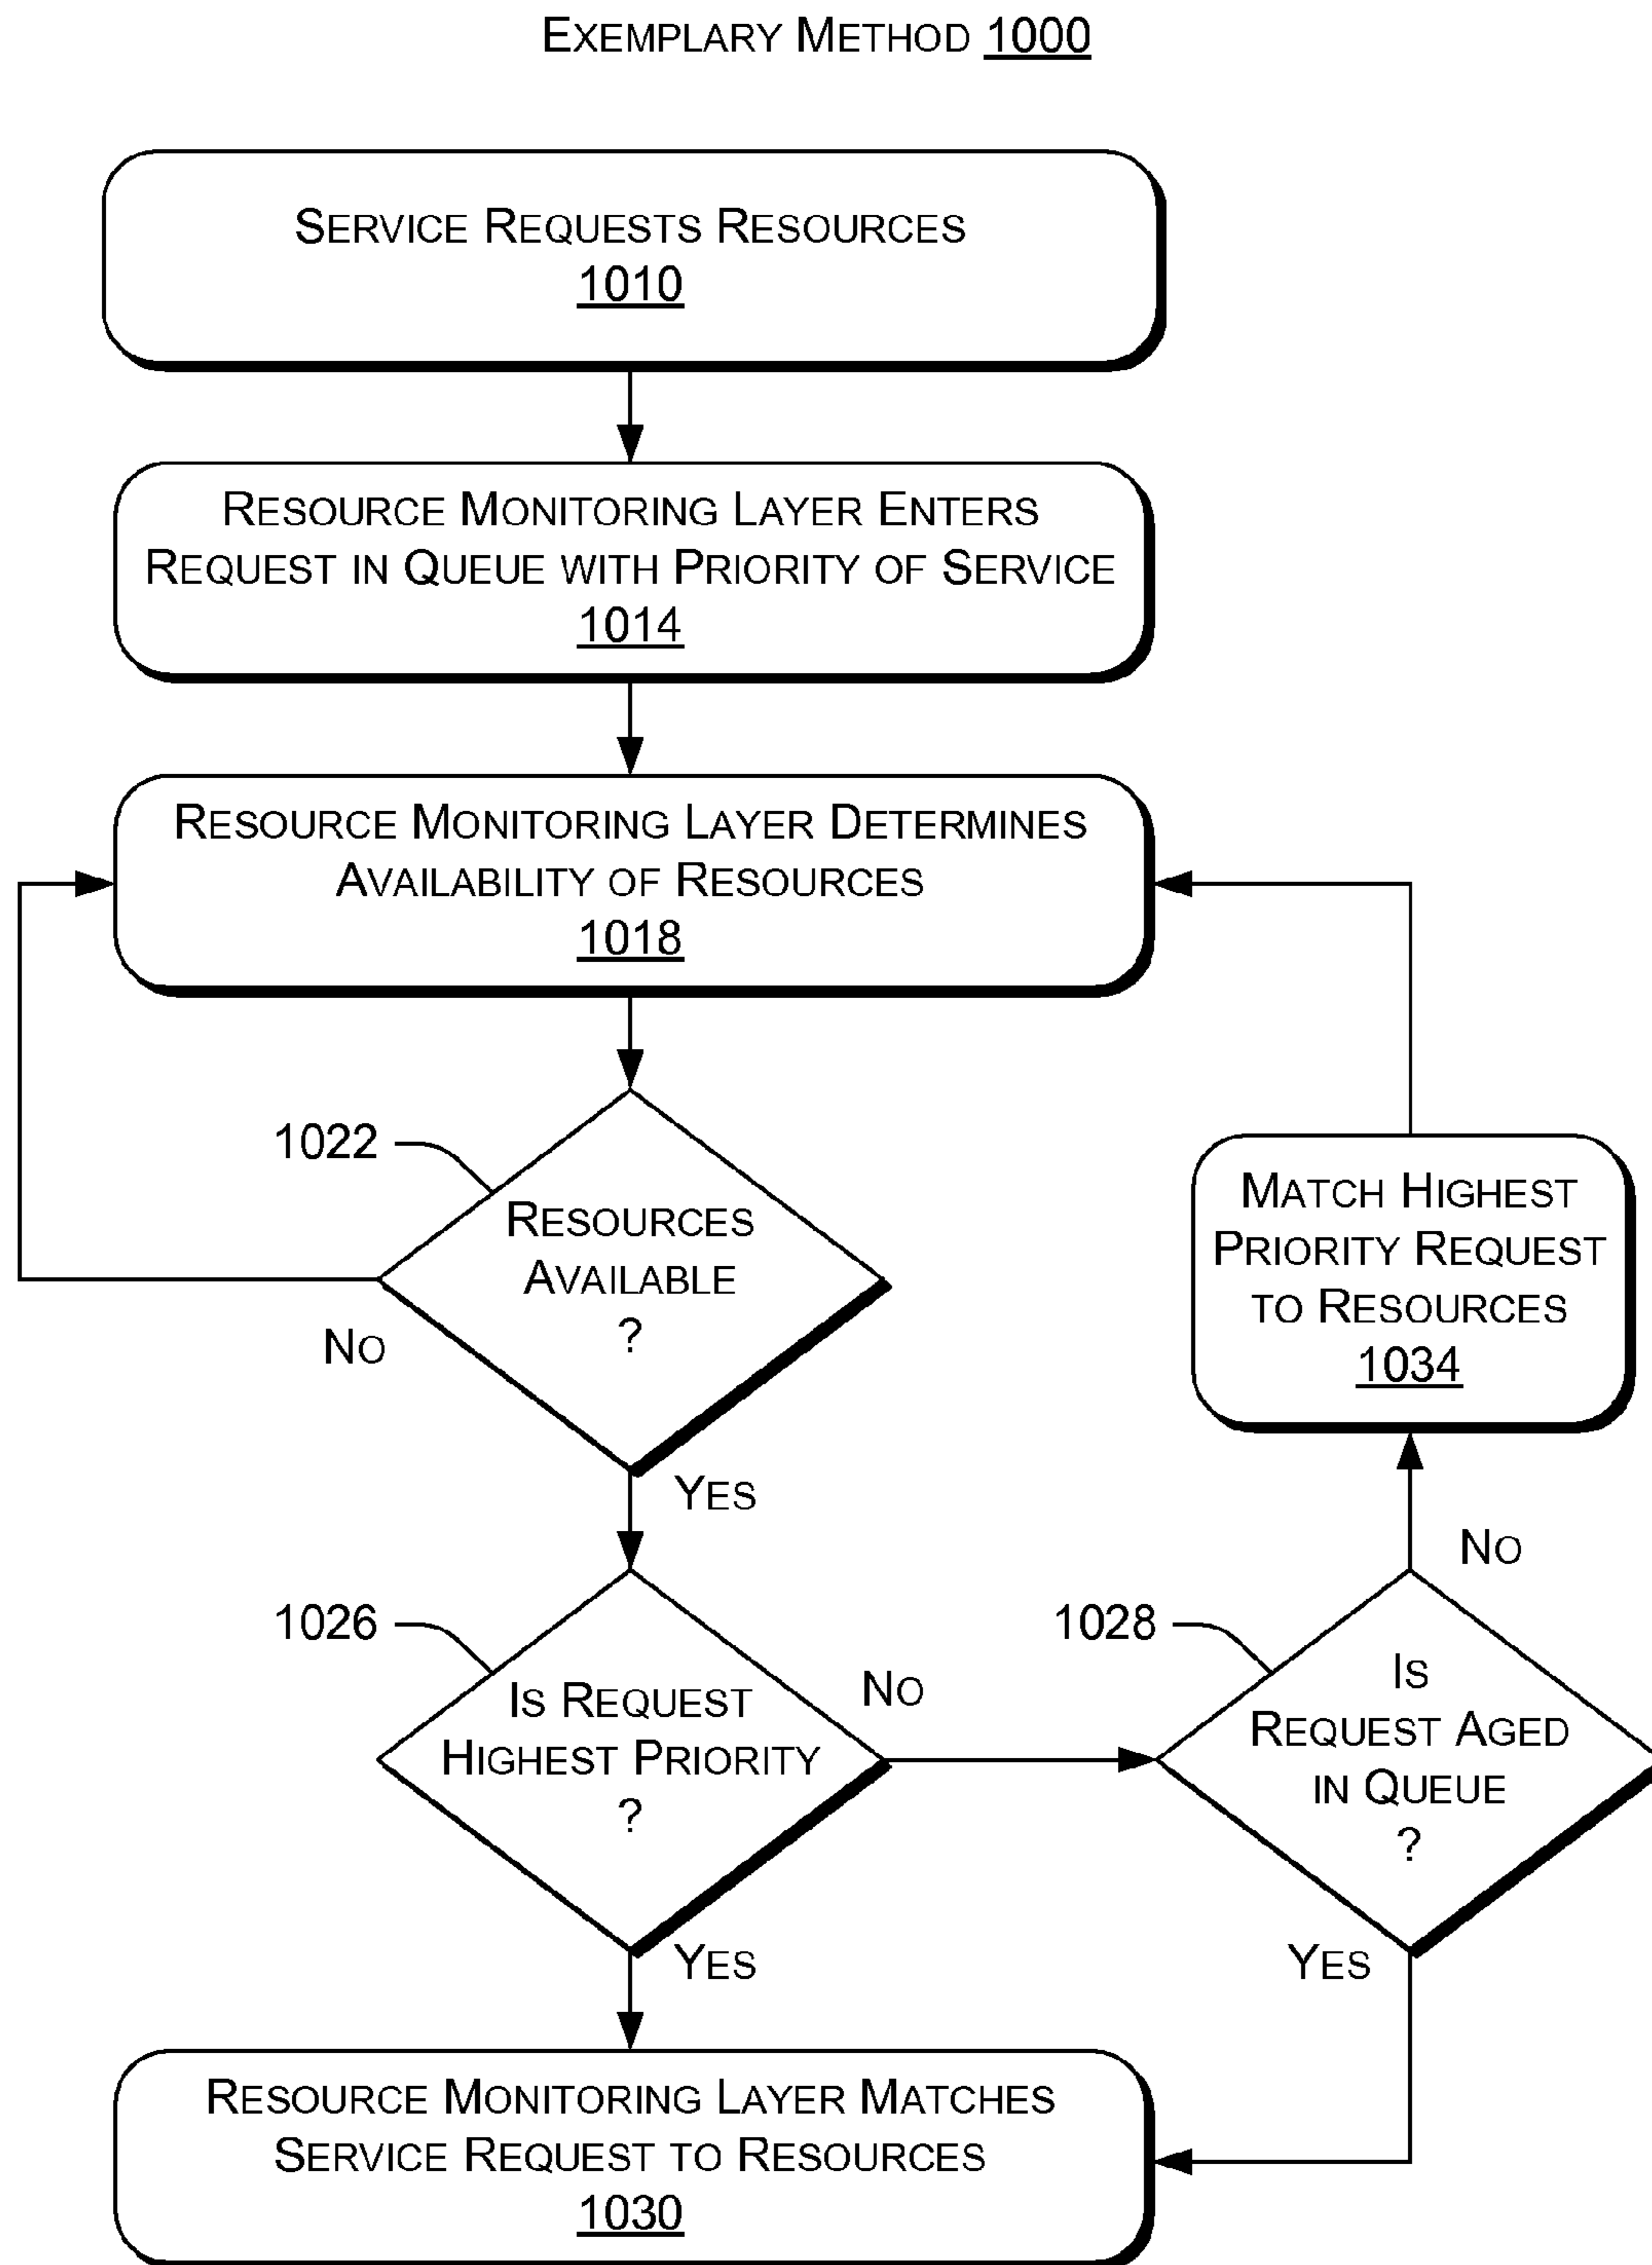 EXEMPLARY METHOD 1000
SERVICE REQUESTS RESOURCES
1010
RESOURCE MONITORING LAYER ENTERS
REQUEST IN QUEUE WITH PRIORITY OF SERVICE
1014
RESOURCE MONITORING LAYER DETERMINES
AVAILABILITY OF RESOURCES
1018
1022
RESOURCES
AVAILABLE
?
NO
YES
MATCH HIGHEST
PRIORITY REQUEST
TO RESOURCES
1034
NO
1026
IS REQUEST
HIGHEST PRIORITY
?
NO
YES
1028
IS
REQUEST AGED
IN QUEUE
?
YES
RESOURCE MONITORING LAYER MATCHES
SERVICE REQUEST TO RESOURCES
1030